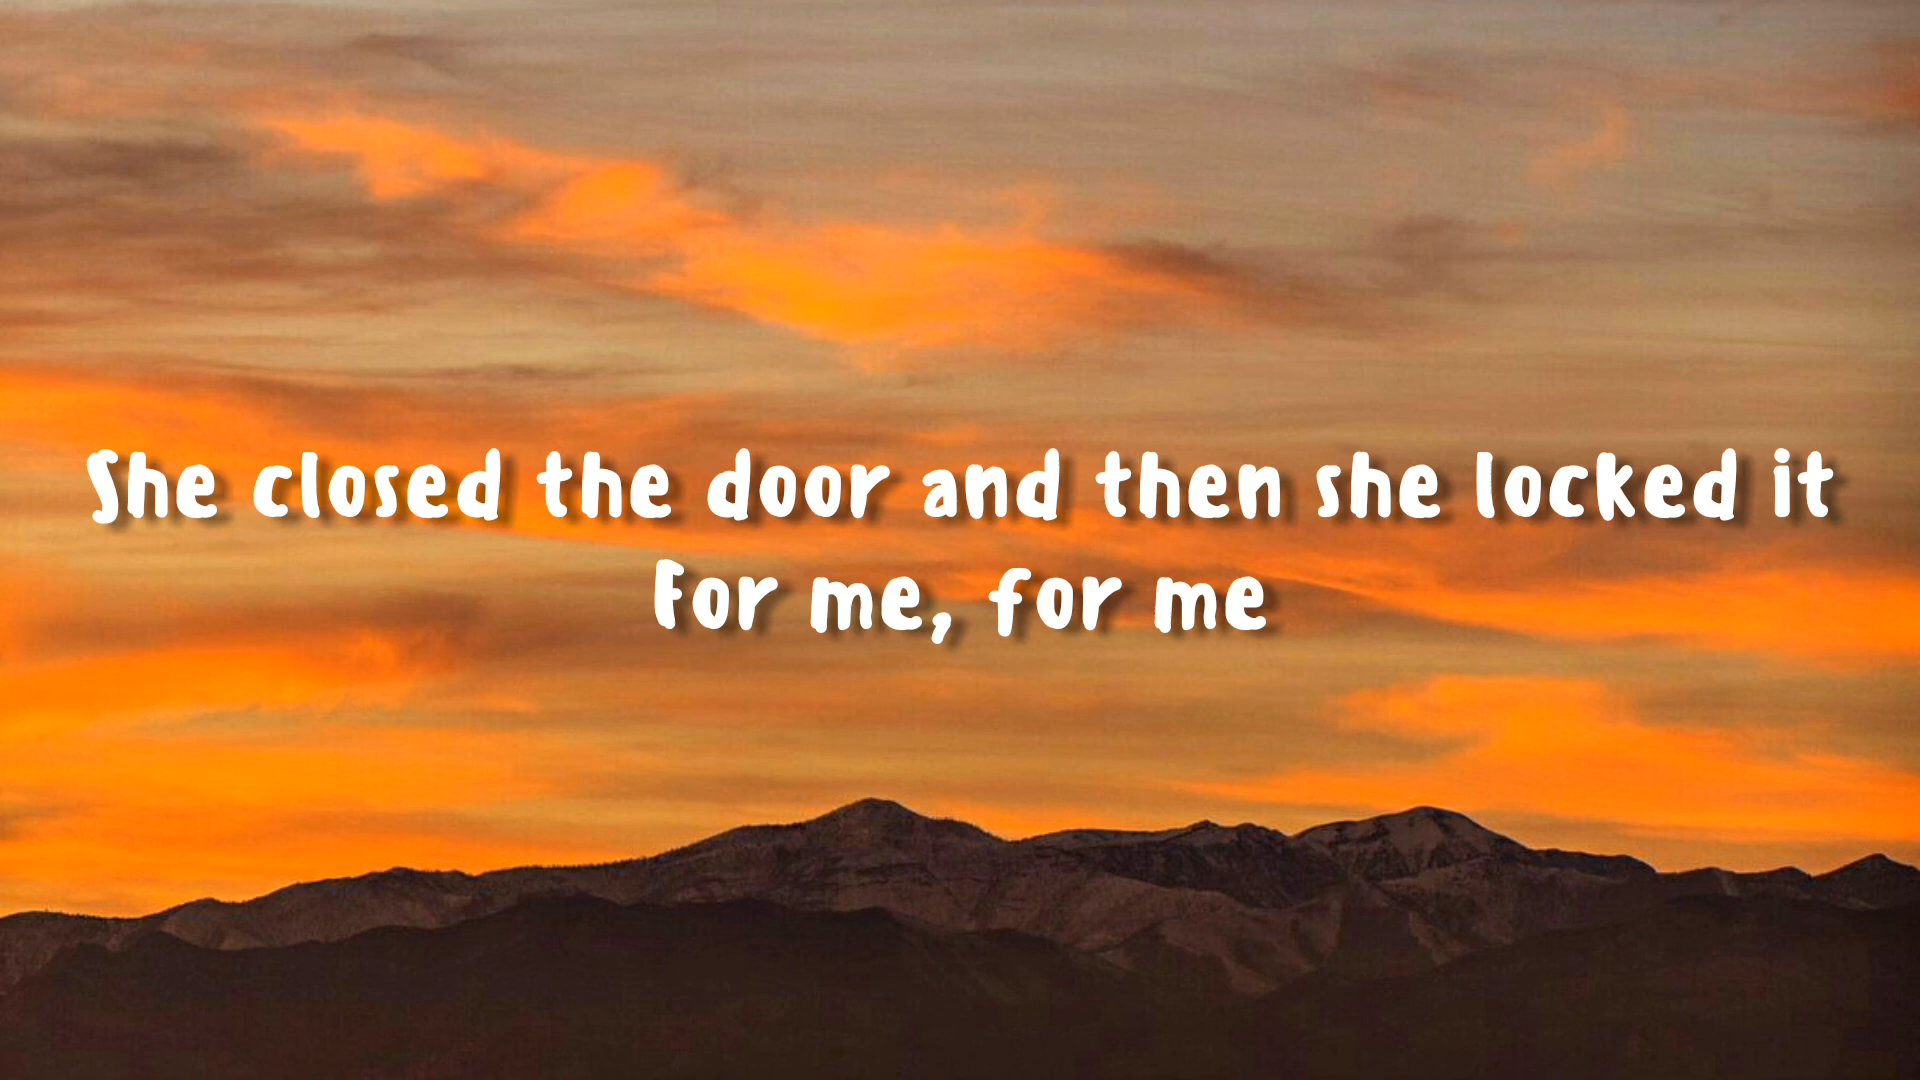 She closed the door and then she locked it
For me, for me